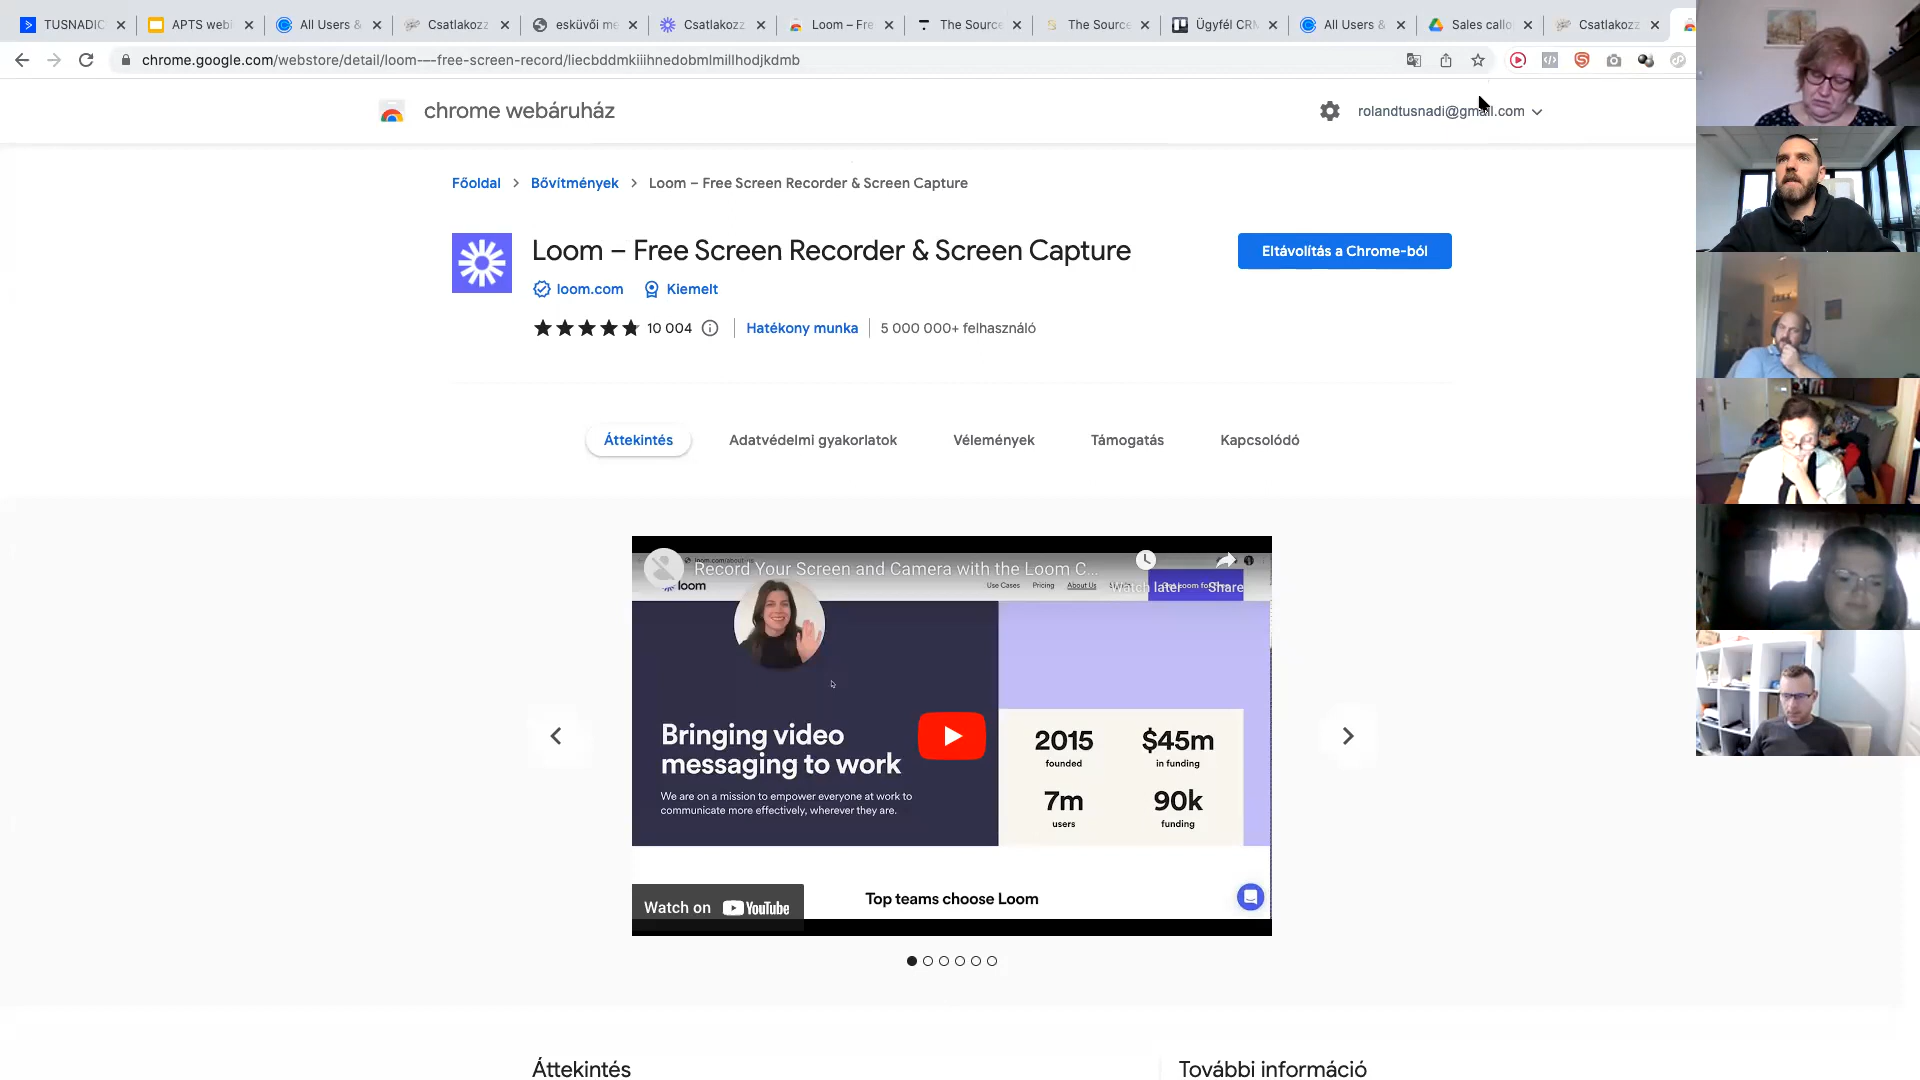 TUSNADIC
APTS webi
All Users &
Csatlakozz
esküvői me
Csatlakozz
Loom – Fre
The Source
The Source
Ügyfél CRM
All Users &
Sales callo
Csatlakozz
chrome.google.com/webstore/detail/loom-–-free-screen-record/liecbddmkiiihnedobmlmillhodjkdmb
chrome webáruház
rolandtusnadi@gmail.com
Főoldal > Bővítmények > Loom – Free Screen Recorder & Screen Capture
Loom – Free Screen Recorder & Screen Capture
Eltávolítás a Chrome-ból
loom.com
Kiemelt
10 004
Hatékony munka
5 000 000+ felhasználó
Áttekintés
Adatvédelmi gyakorlatok
Vélemények
Támogatás
Kapcsolódó
Record Your Screen and Camera with the Loom C...
loom
Use Cases
Pricing
About Us
Watch later
Share
Bringing video
messaging to work
We are on a mission to empower everyone at work to
communicate more effectively, wherever they are.
2015
founded
$45m
in funding
7m
users
90k
funding
Watch on YouTube
Top teams choose Loom
Áttekintés
További információ